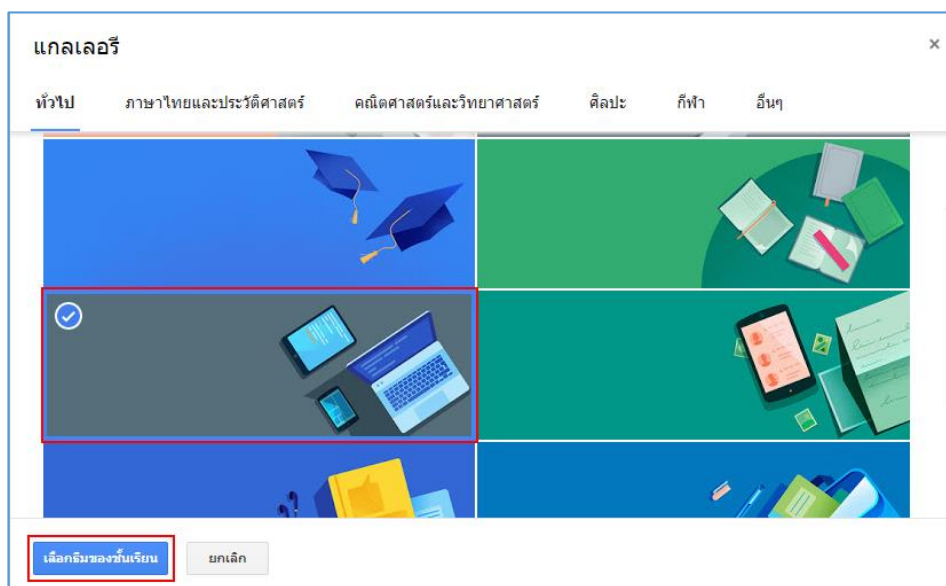 แกลเลอรี
×
ทั่วไป ภาษาไทยและประวัติศาสตร์ คณิตศาสตร์และวิทยาศาสตร์ ศิลปะ กีฬา อื่นๆ
เลือกธีมของชั้นเรียน ยกเลิก